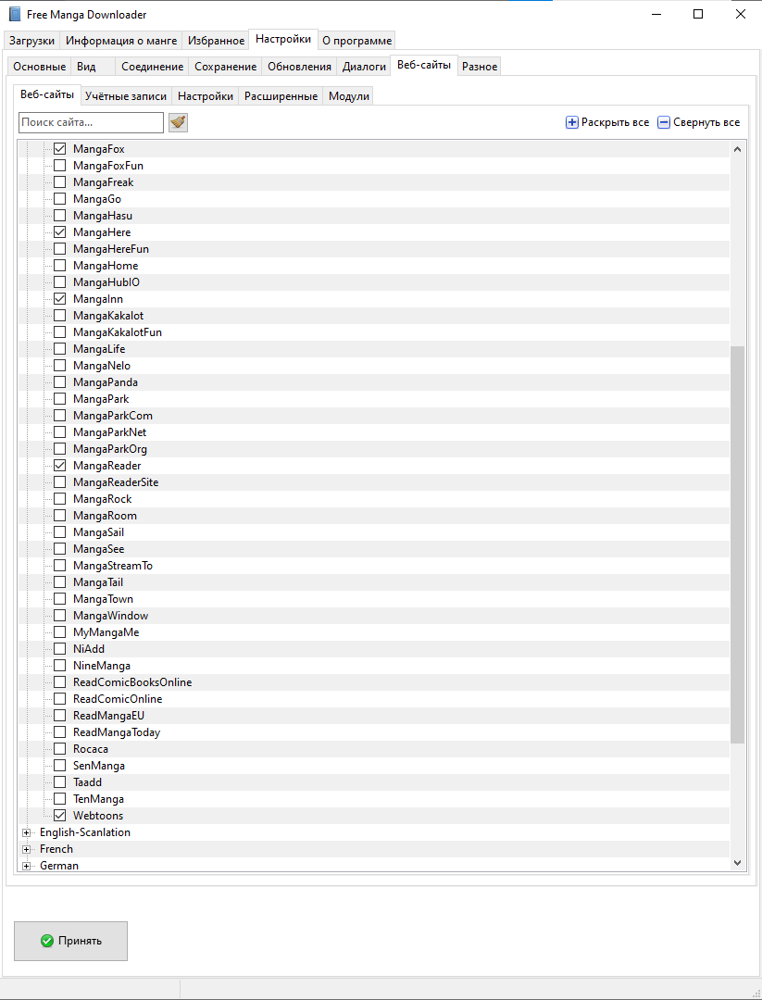 Free Manga Downloader
Загрузки Информация о манге Избранное Настройки О программе
Основные Вид Соединение Сохранение Обновления Диалоги Веб-сайты Разное
Веб-сайты Учётные записи Настройки Расширенные Модули
Поиск сайта... Раскрыть все Свернуть все
MangaFox
MangaFoxFun
MangaFreak
MangaGo
MangaHasu
MangaHere
MangaHereFun
MangaHome
MangaHubIO
MangaInn
MangaKakalot
MangaKakalotFun
MangaLife
MangaNelo
MangaPanda
MangaPark
MangaParkCom
MangaParkNet
MangaParkOrg
MangaReader
MangaReaderSite
MangaRock
MangaRoom
MangaSail
MangaSee
MangaStreamTo
MangaTail
MangaTown
MangaWindow
MyMangaMe
NiAdd
NineManga
ReadComicBooksOnline
ReadComicOnline
ReadMangaEU
ReadMangaToday
Rocaca
SenManga
Taadd
TenManga
Webtoons
English-Scanlation
French
German
Принять